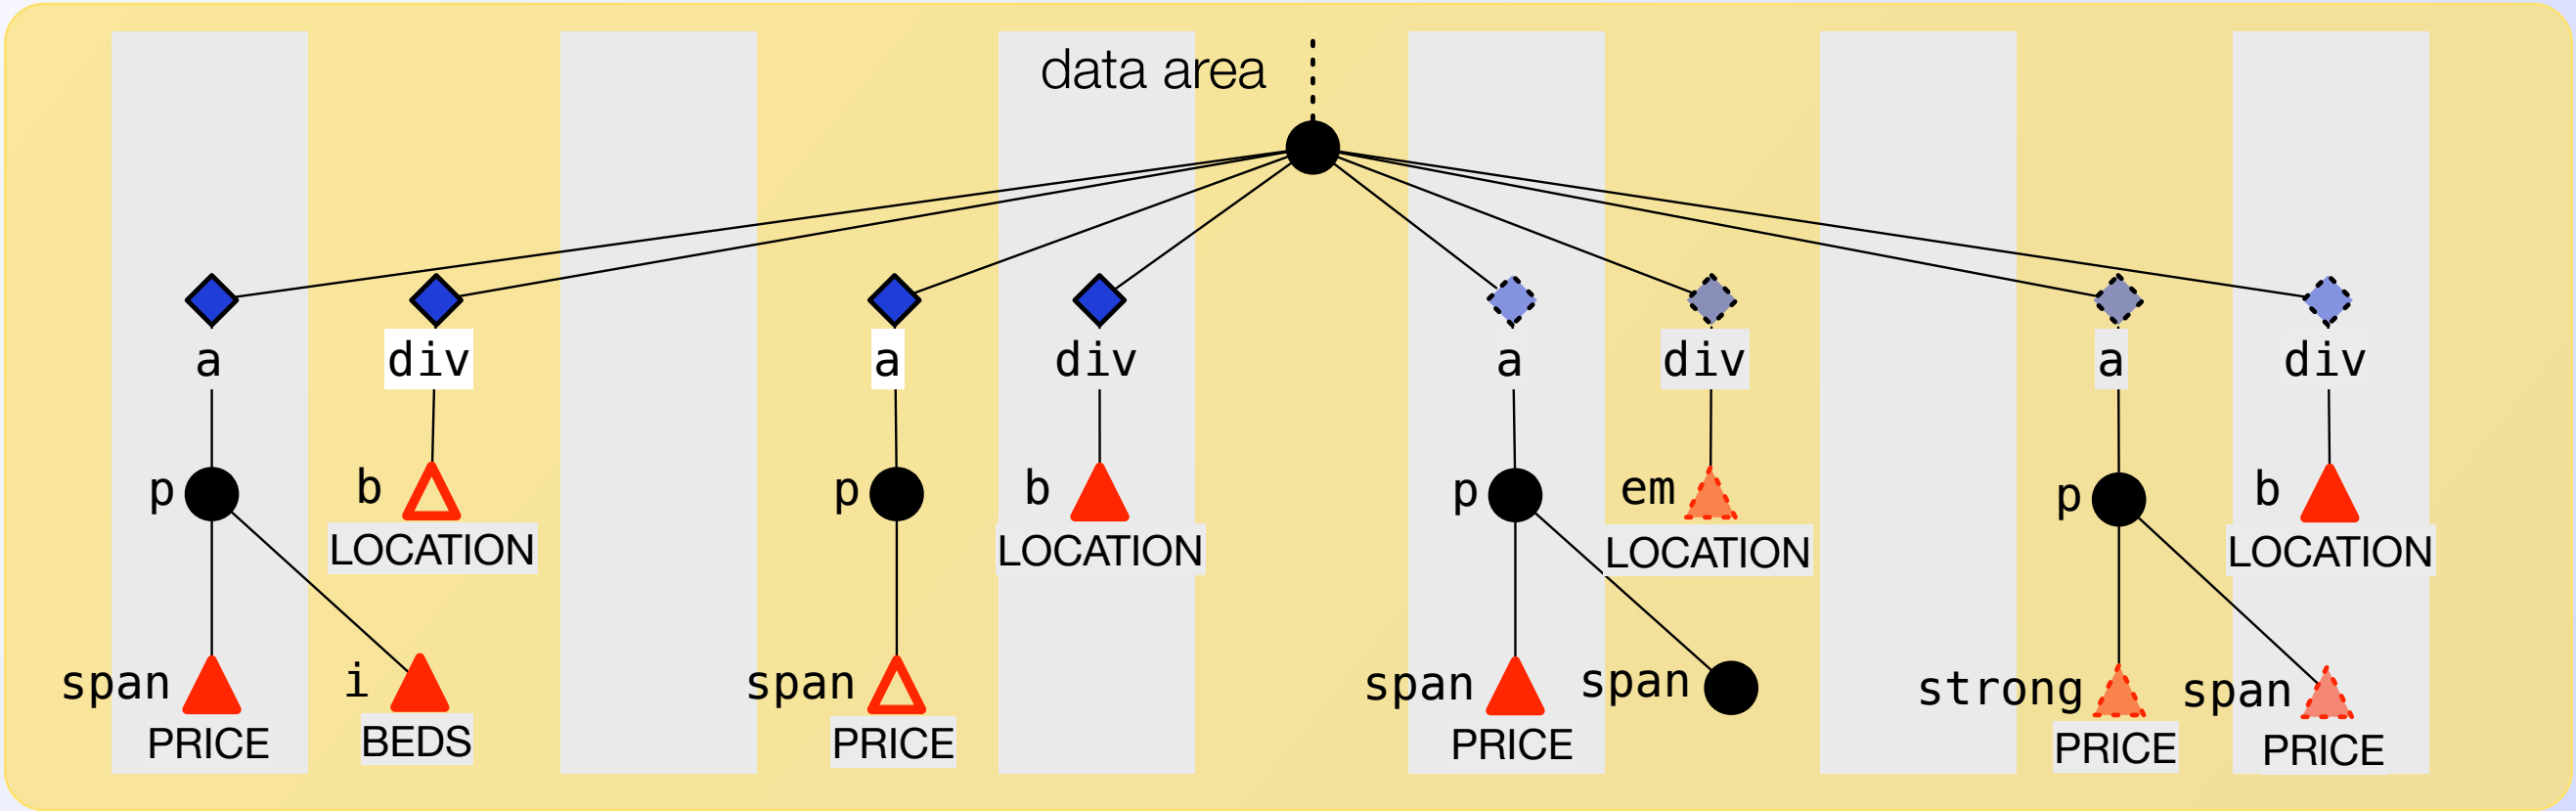 data area
a div a div a div a div
p b p b p em p b
LOCATION LOCATION LOCATION LOCATION
span i span span span strong span
PRICE BEDS PRICE PRICE PRICE PRICE